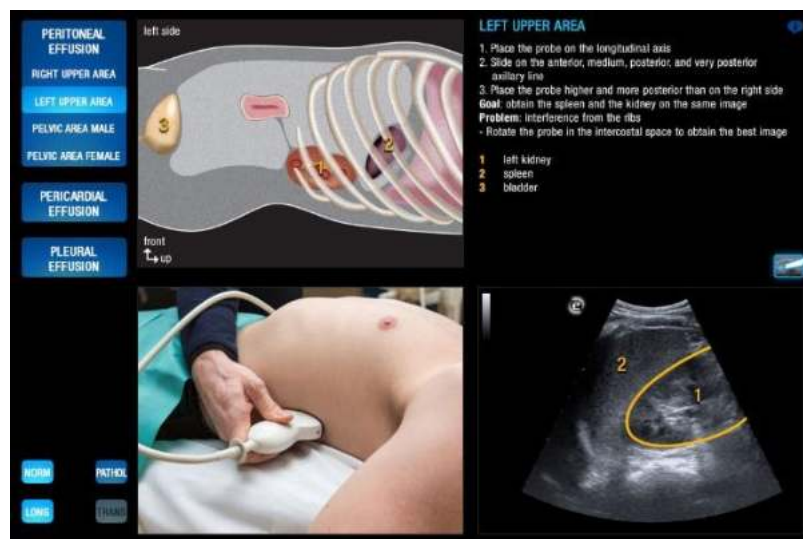 PERITONEAL
EFFUSION
RIGHT UPPER AREA
LEFT UPPER AREA
PELVIC AREA MALE
PELVIC AREA FEMALE
PERICARDIAL
EFFUSION
PLEURAL
EFFUSION
NORM
PATHOL
LONG
TRANS
left side
3
1
2
front
up
LEFT UPPER AREA
1. Place the probe on the longitudinal axis
2. Slide on the anterior, medium, posterior, and very posterior
axillary line
3. Place the probe higher and more posterior than on the right side
Goal: obtain the spleen and the kidney on the same image
Problem: interference from the ribs
- Rotate the probe in the intercostal space to obtain the best image
1 left kidney
2 spleen
3 bladder
2
1